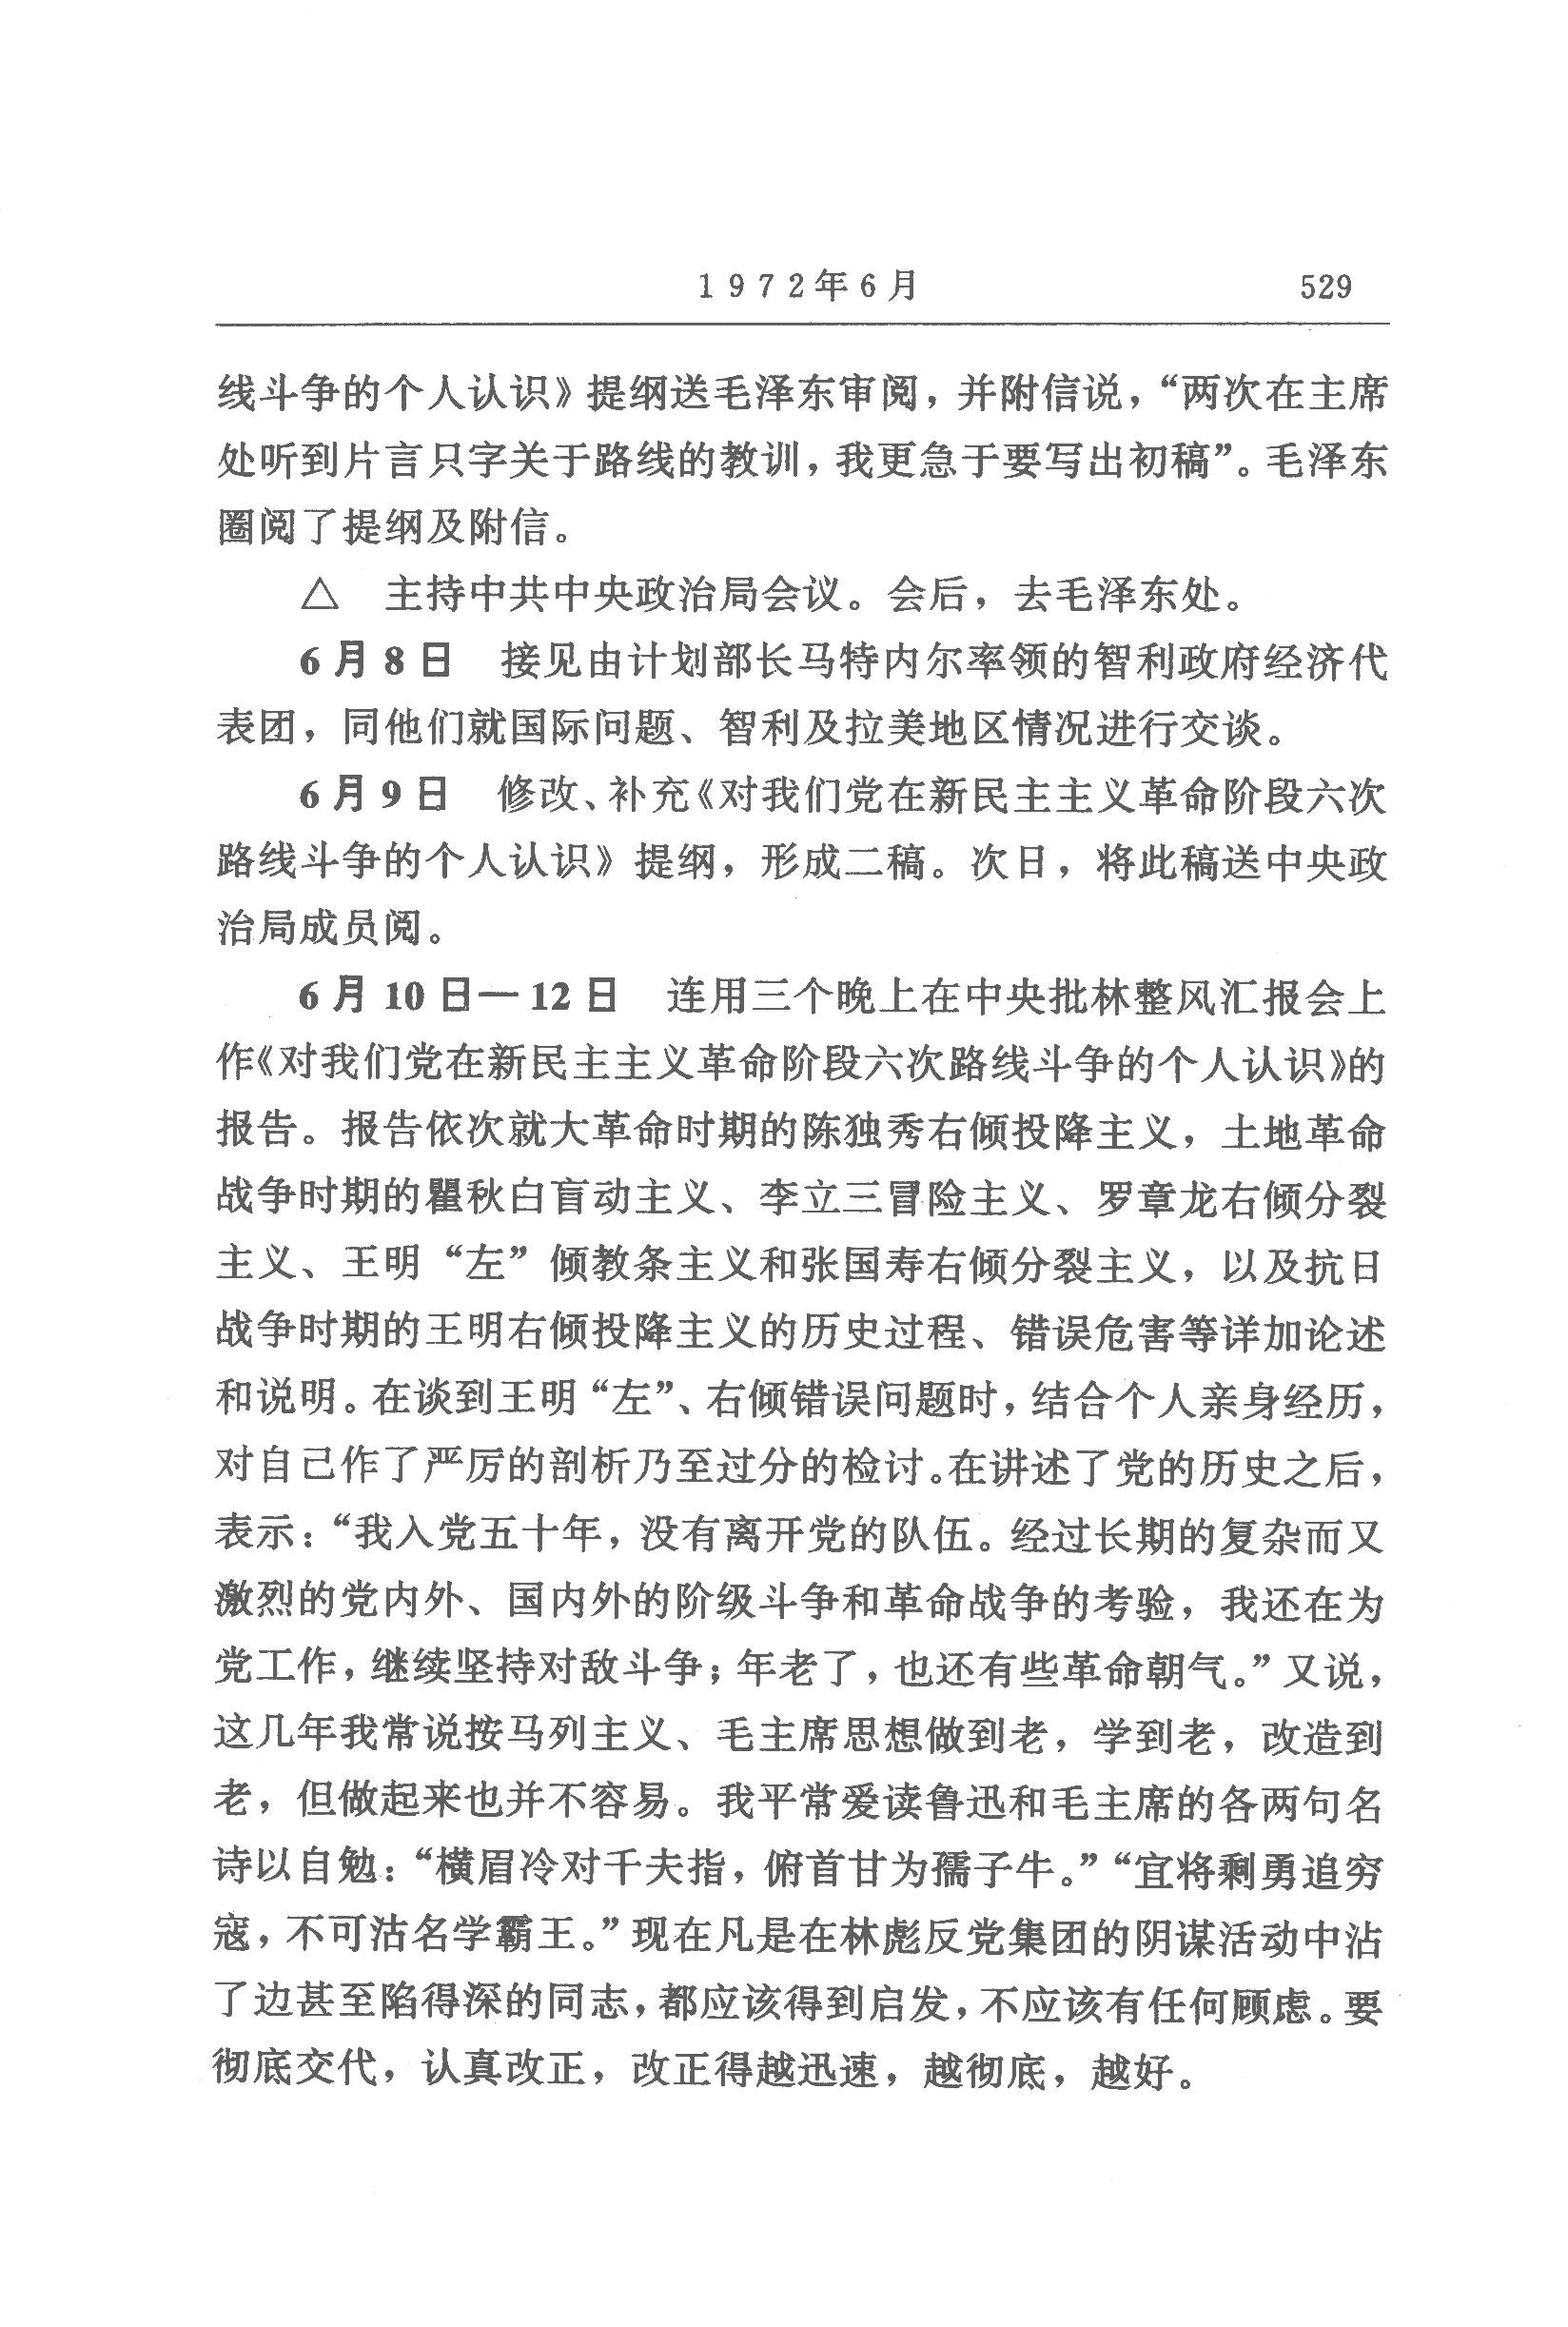 1972年6月 529
线斗争的个人认识》提纲送毛泽东审阅，并附信说，“两次在主席
处听到片言只字关于路线的教训，我更急于要写出初稿”。毛泽东
圈阅了提纲及附信。
△ 主持中共中央政治局会议。会后，去毛泽东处。
6月8日 接见由计划部长马特内尔率领的智利政府经济代
表团，同他们就国际问题、智利及拉美地区情况进行交谈。
6月9日 修改、补充《对我们党在新民主主义革命阶段六次
路线斗争的个人认识》提纲，形成二稿。次日，将此稿送中央政
治局成员阅。
6月10日—12日 连用三个晚上在中央批林整风汇报会上
作《对我们党在新民主主义革命阶段六次路线斗争的个人认识》的
报告。报告依次就大革命时期的陈独秀右倾投降主义，土地革命
战争时期的瞿秋白盲动主义、李立三冒险主义、罗章龙右倾分裂
主义、王明“左”倾教条主义和张国寿右倾分裂主义，以及抗日
战争时期的王明右倾投降主义的历史过程、错误危害等详加论述
和说明。在谈到王明“左”、右倾错误问题时，结合个人亲身经历，
对自己作了严厉的剖析乃至过分的检讨。在讲述了党的历史之后，
表示：“我入党五十年，没有离开党的队伍。经过长期的复杂而又
激烈的党内外、国内外的阶级斗争和革命战争的考验，我还在为
党工作，继续坚持对敌斗争；年老了，也还有些革命朝气。”又说，
这几年我常说按马列主义、毛主席思想做到老，学到老，改造到
老，但做起来也并不容易。我平常爱读鲁迅和毛主席的各两句名
诗以自勉：“横眉冷对千夫指，俯首甘为孺子牛。”“宜将剩勇追穷
寇，不可沽名学霸王。”现在凡是在林彪反党集团的阴谋活动中沾
了边甚至陷得深的同志，都应该得到启发，不应该有任何顾虑。要
彻底交代，认真改正，改正得越迅速，越彻底，越好。